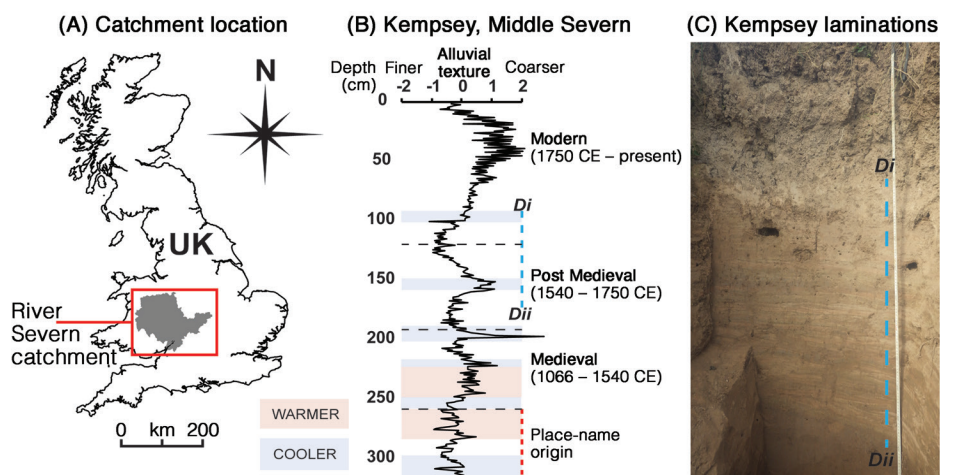 (A) Catchment location
N
UK
River
Severn
catchment
0 km 200
WARMER
COOLER
(B) Kempsey, Middle Severn
Depth
(cm)
Finer
Alluvial
texture
Coarser
-2 -1 0 1 2
0
50
100
150
200
250
300
Modern
(1750 CE – present)
Di
Post Medieval
(1540 – 1750 CE)
Dii
Medieval
(1066 – 1540 CE)
Place-name
origin
(C) Kempsey laminations
Di
Dii